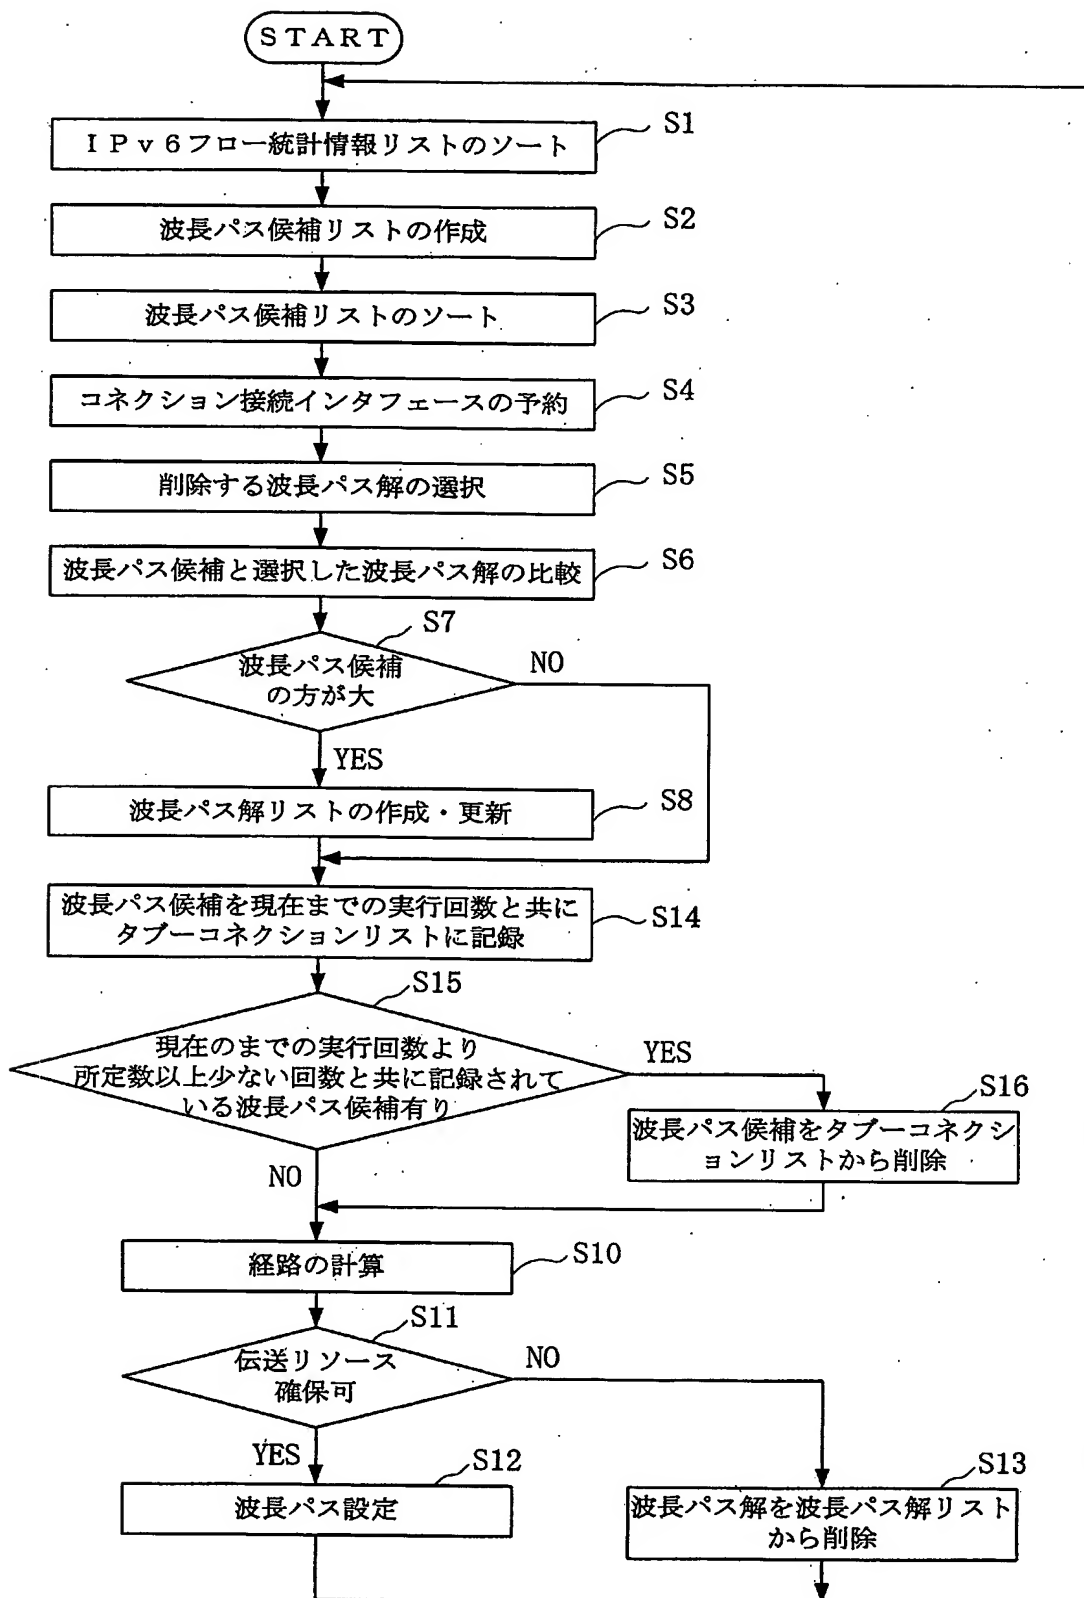 START
IPv6フロー統計情報リストのソート
S1
波長パス候補リストの作成
S2
波長パス候補リストのソート
S3
コネクション接続インタフェースの予約
S4
削除する波長パス解の選択
S5
波長パス候補と選択した波長パス解の比較
S6
S7
波長パス候補
の方が大
NO
YES
波長パス解リストの作成・更新
S8
波長パス候補を現在までの実行回数と共に
タブーコネクションリストに記録
S14
S15
現在のまでの実行回数より
所定数以上少ない回数と共に記録されて
いる波長パス候補有り
YES
S16
波長パス候補をタブーコネクシ
ョンリストから削除
NO
経路の計算
S10
S11
伝送リソース
確保可
NO
YES
S12
波長パス設定
S13
波長パス解を波長パス解リスト
から削除